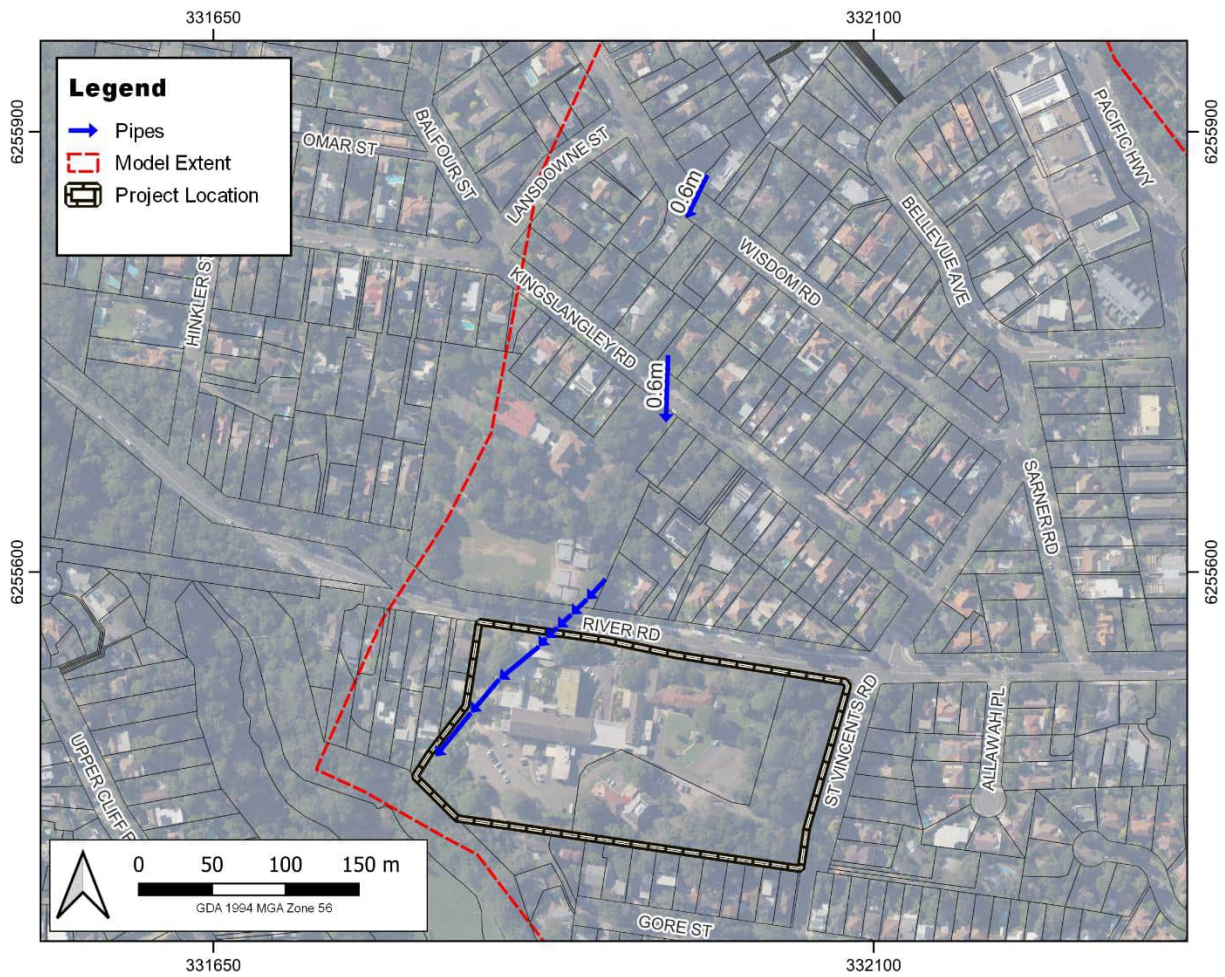 331650
332100
6255900
6255900
Legend
Pipes
Model Extent
Project Location
OMAR ST
BALFOUR ST
LANSDOWNE ST
PACIFIC HWY
0.6m
BELLEVUE AVE
WISDOM RD
HINKLER ST
KINGSLANGLEY RD
0.6m
SARNER RD
6255600
6255600
RIVER RD
ST VINCENTS RD
ALLAWAH PL
UPPER CLIFF
0 50 100 150 m
GDA 1994 MGA Zone 56
GORE ST
331650
332100